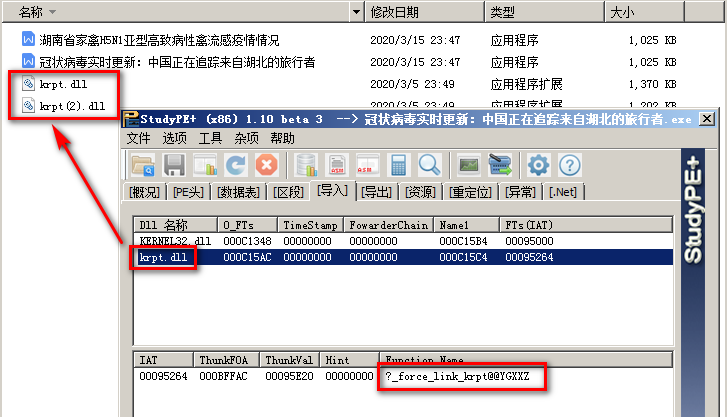 名称 修改日期 类型 大小
湖南省家禽H5N1亚型高致病性禽流感疫情情况 2020/3/15 23:47 应用程序 1,025 KB
冠状病毒实时更新：中国正在追踪来自湖北的旅行者 2020/3/15 23:47 应用程序 1,025 KB
krpt.dll 2020/3/5 23:49 应用程序扩展 1,370 KB
krpt(2).dll 2020/3/5 23:49 应用程序扩展 1,202 KB
StudyPE+ (x86) 1.10 beta 3 --> 冠状病毒实时更新：中国正在追踪来自湖北的旅行者.exe
文件 选项 工具 杂项 帮助
[概况] [PE头] [数据表] [区段] [导入] [导出] [资源] [重定位] [异常] [.Net]
Dll 名称 O_FTs TimeStamp FowarderChain Name1 FTs(IAT)
KERNEL32.dll 000C1348 00000000 00000000 000C15B4 00095000
krpt.dll 000C15AC 00000000 00000000 000C15C4 00095264
IAT ThunkFOA ThunkVal Hint Function Name
00095264 000BFFAC 00095E20 00000000 ?_force_link_krpt@@YGXXZ
StudyPE+